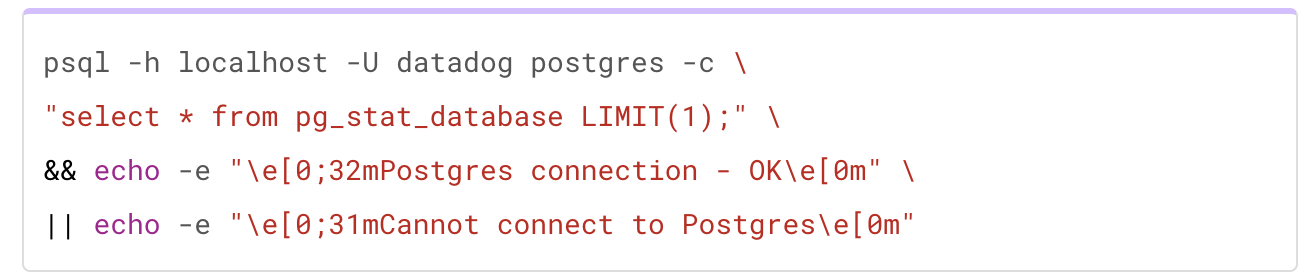 psql -h localhost -U datadog postgres -c \
"select * from pg_stat_database LIMIT(1);" \
&& echo -e "\e[0;32mPostgres connection - OK\e[0m" \
|| echo -e "\e[0;31mCannot connect to Postgres\e[0m"